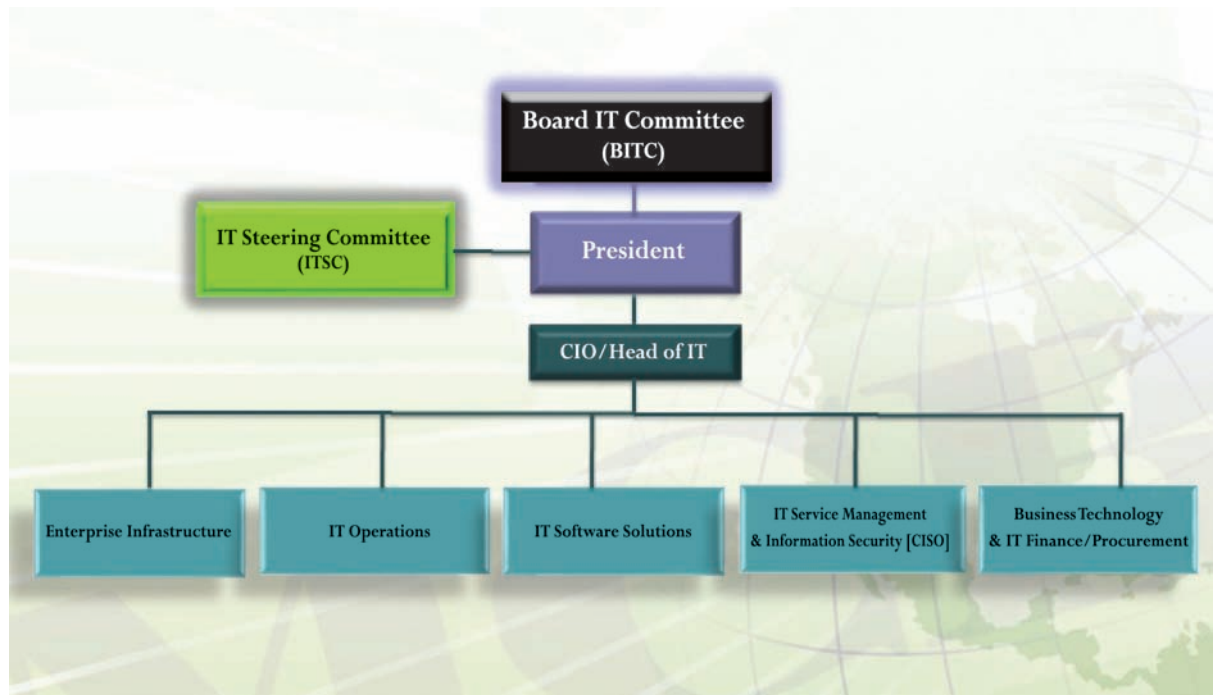 Board IT Committee
(BITC)
IT Steering Committee
(ITSC)
President
CIO/Head of IT
Enterprise Infrastructure
IT Operations
IT Software Solutions
IT Service Management
& Information Security [CISO]
Business Technology
& IT Finance/Procurement